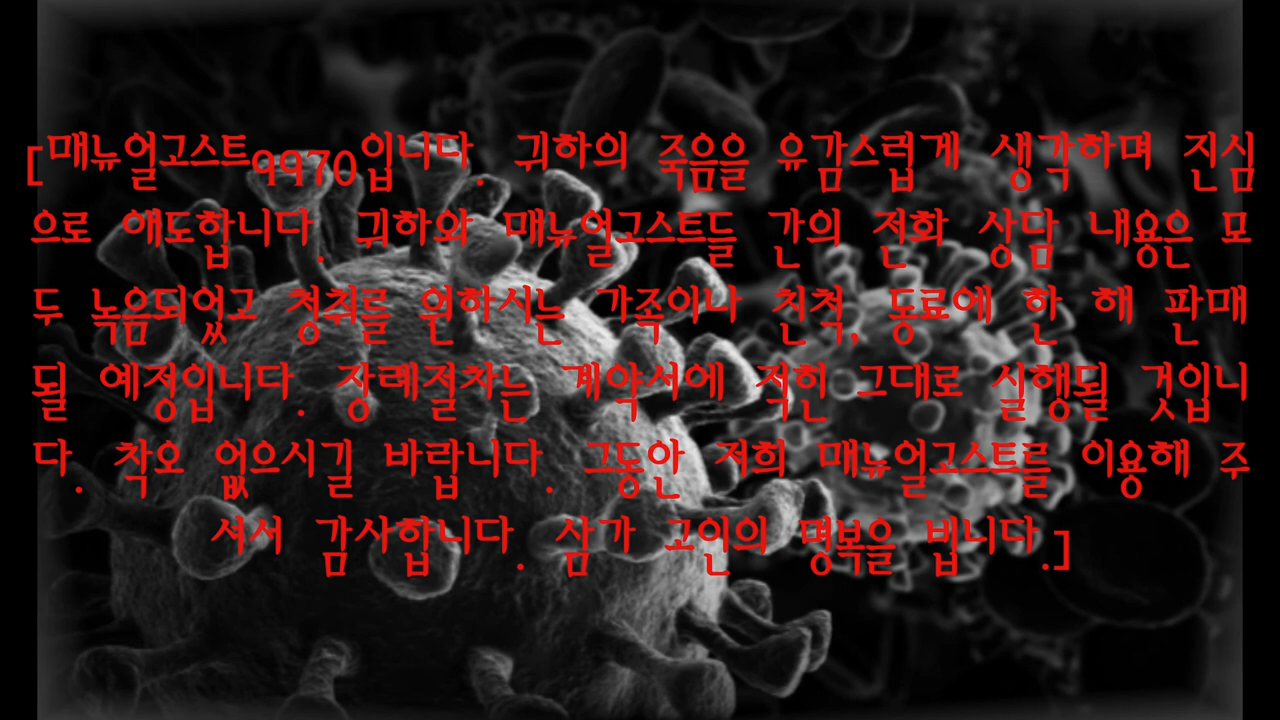 [매뉴얼고스트9970입니다. 귀하의 죽음을 유감스럽게 생각하며 진심
으로 애도합니다. 귀하와 매뉴얼고스트들 간의 전화 상담 내용은 모
두 녹음되었고 청취를 원하시는 가족이나 친척, 동료에 한 해 판매
될 예정입니다. 장례절차는 계약서에 적힌 그대로 실행될 것입니
다. 착오 없으시길 바랍니다. 그동안 저희 매뉴얼고스트를 이용해 주
셔서 감사합니다. 삼가 고인의 명복을 빕니다.]